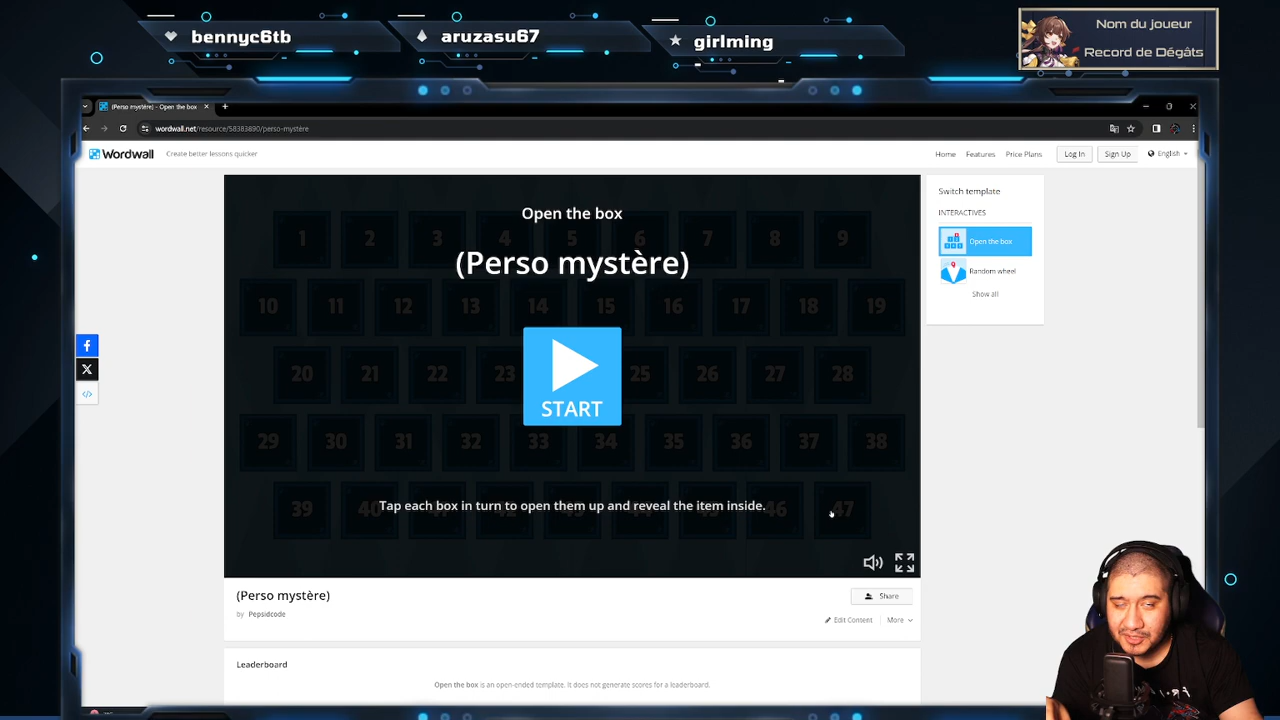 bennyc6tb
aruzasu67
girlming
Nom du Joueur
Record de Dégâts
(Perso mystère) - Open the box
wordwall.net/resource/58383890/perso-mystère
Wordwall
Create better lessons quicker
Home
Features
Price Plans
Log In
Sign Up
English
Open the box
(Perso mystère)
1 2 3 4 5 6 7 8 9
10 11 12 13 14 15 16 17 18 19
20 21 22 23 25 26 27 28
START
29 30 31 32 33 34 35 36 37 38
39 40 42 43 45 46 47
Tap each box in turn to open them up and reveal the item inside.
Switch template
INTERACTIVES
Open the box
Random wheel
Show all
(Perso mystère)
by Pepsidcode
Share
Edit Content
More
Leaderboard
Open the box is an open-ended template. It does not generate scores for a leaderboard.